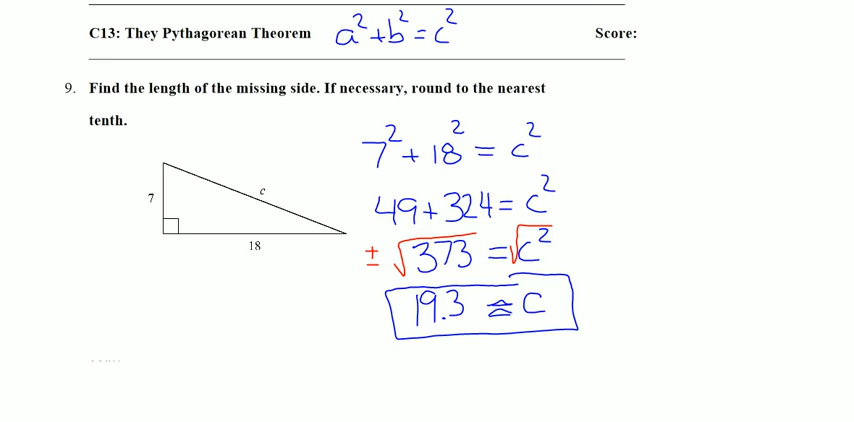 C13: They Pythagorean Theorem a² + b² = c² Score:
9. Find the length of the missing side. If necessary, round to the nearest
tenth.
7² + 18² = c²
49 + 324 = c²
± √373 = √c²
19.3 ≈ c
7
c
18